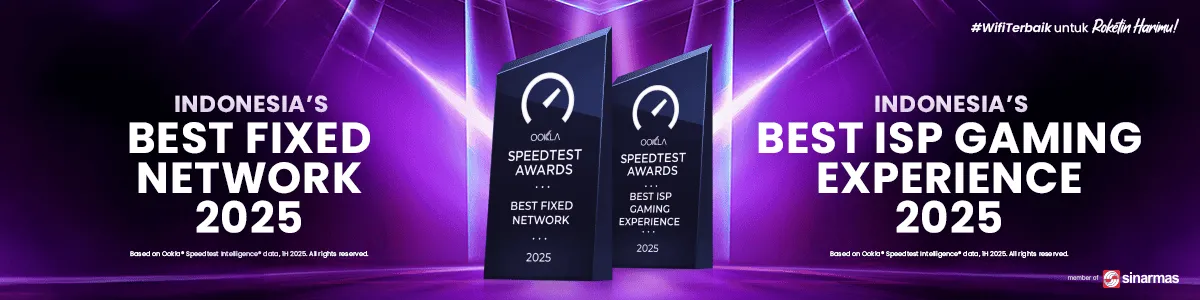 #WifiTerbaik untuk Roketin Harimu!
INDONESIA'S
BEST FIXED
NETWORK
2025
Based on Ookla® Speedtest Intelligence® data, 1H 2025. All rights reserved.
OOKLA
SPEEDTEST
AWARDS
...
BEST FIXED
NETWORK
...
2025
OOKLA
SPEEDTEST
AWARDS
...
BEST ISP
GAMING
EXPERIENCE
...
2025
INDONESIA'S
BEST ISP GAMING
EXPERIENCE
2025
Based on Ookla® Speedtest Intelligence® data, 1H 2025. All rights reserved.
member of sinarmas